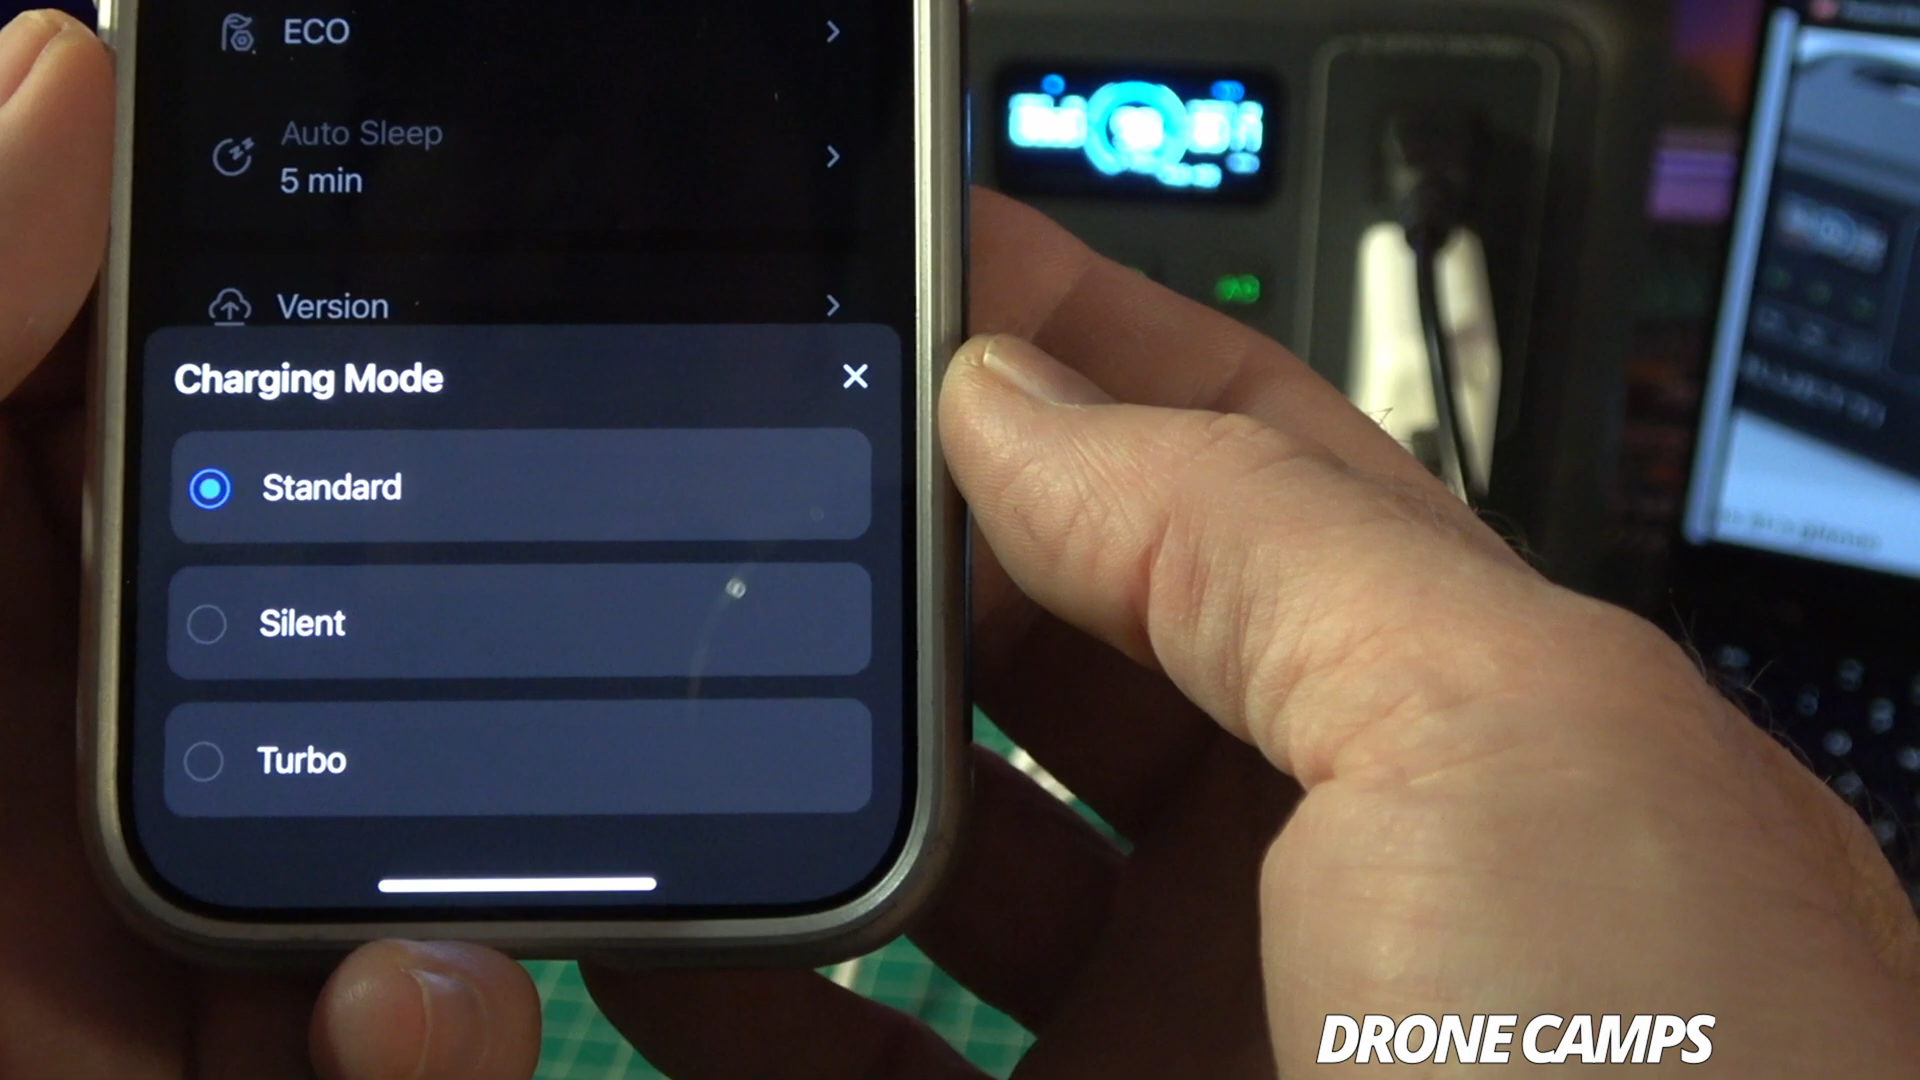 ECO
Auto Sleep
5 min
Version
Charging Mode
Standard
Silent
Turbo
DRONE CAMPS